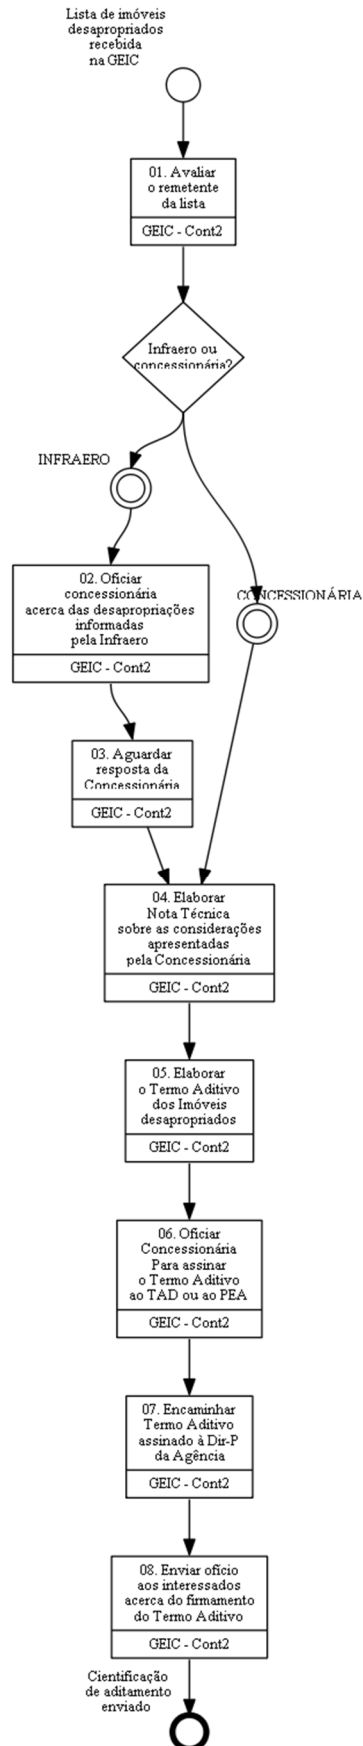 Lista de imóveis
desapropriados
recebida
na GEIC
01. Avaliar
o remetente
da lista
GEIC - Cont2
Infraero ou
concessionária?
INFRAERO
02. Oficiar
concessionária
acerca das desapropriações
informadas
pela Infraero
GEIC - Cont2
CONCESSIONÁRIA
03. Aguardar
resposta da
Concessionária
GEIC - Cont2
04. Elaborar
Nota Técnica
sobre as considerações
apresentadas
pela Concessionária
GEIC - Cont2
05. Elaborar
o Termo Aditivo
dos Imóveis
desapropriados
GEIC - Cont2
06. Oficiar
Concessionária
Para assinar
o Termo Aditivo
ao TAD ou ao PEA
GEIC - Cont2
07. Encaminhar
Termo Aditivo
assinado à Dir-P
da Agência
GEIC - Cont2
08. Enviar ofício
aos interessados
acerca do firmamento
do Termo Aditivo
GEIC - Cont2
Cientificação
de aditamento
enviado